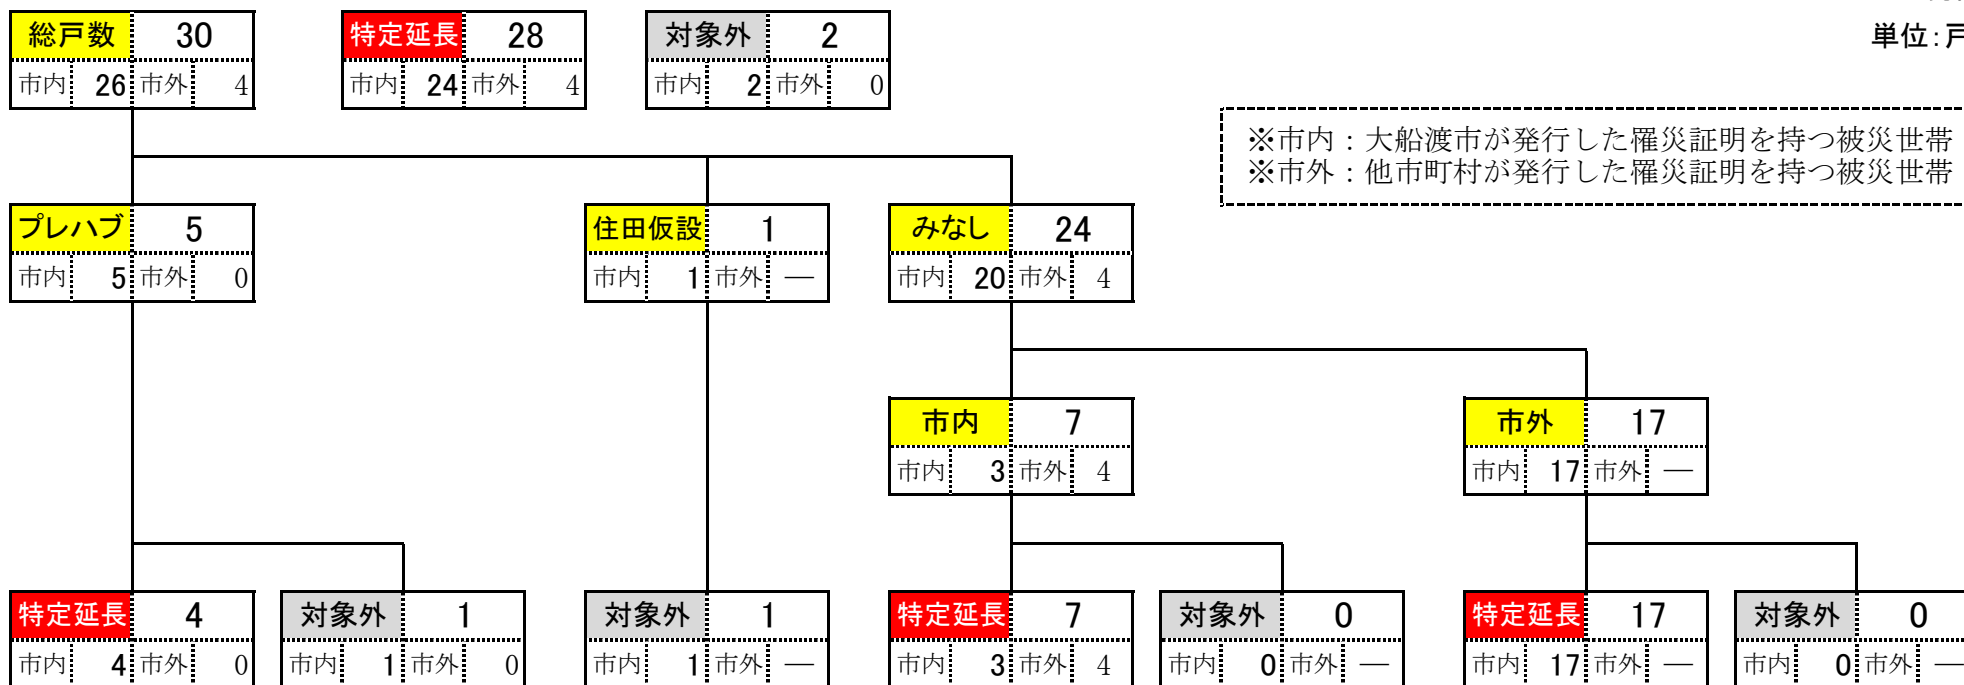 総戸数 30 特定延長 28 対象外 2
単位：戸
市内 26 市外 4 市内 24 市外 4 市内 2 市外 0
※市内：大船渡市が発行した罹災証明を持つ被災世帯
※市外：他市町村が発行した罹災証明を持つ被災世帯
プレハブ 5 住田仮設 1 みなし 24
市内 5 市外 0 市内 1 市外 ― 市内 20 市外 4
市内 7 市外 17
市内 3 市外 4 市内 17 市外 ―
特定延長 4 対象外 1 対象外 1 特定延長 7 対象外 0 特定延長 17 対象外 0
市内 4 市外 0 市内 1 市外 0 市内 1 市外 ― 市内 3 市外 4 市内 0 市外 ― 市内 17 市外 ― 市内 0 市外 ―